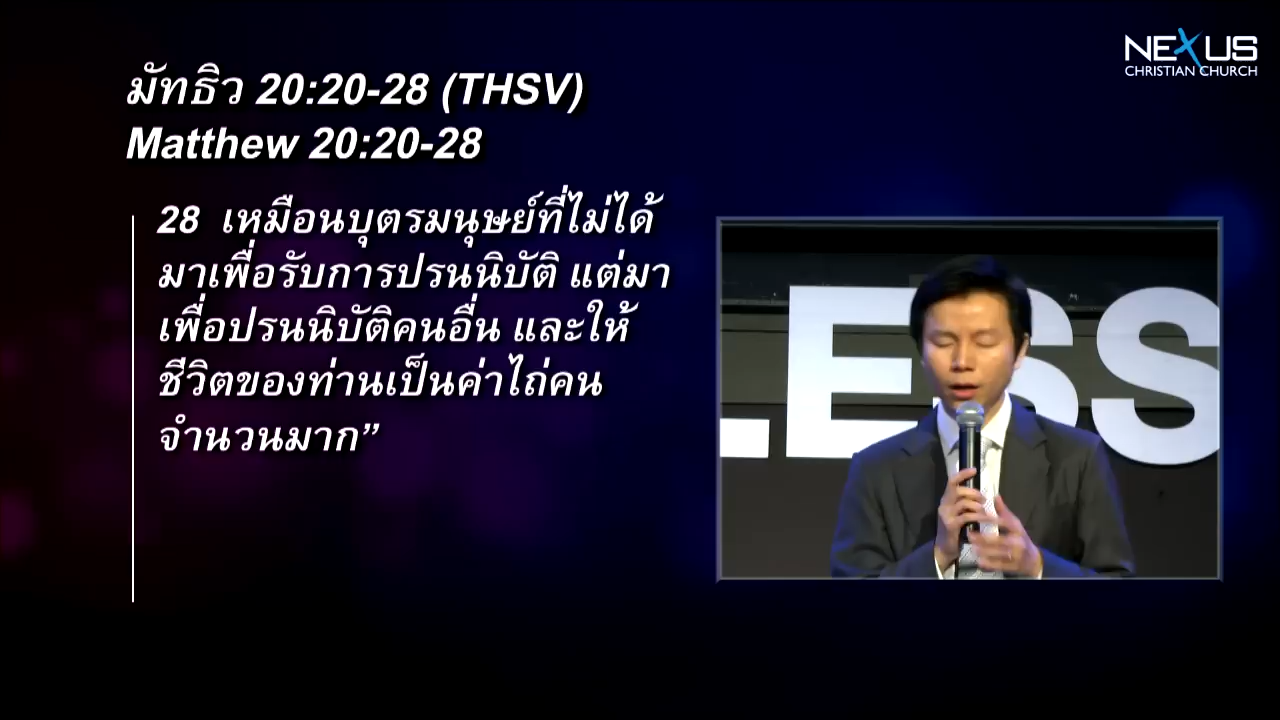 NEXUS
CHRISTIAN CHURCH
มัทธิว 20:20-28 (THSV)
Matthew 20:20-28
28 เหมือนบุตรมนุษย์ที่ไม่ได้
มาเพื่อรับการปรนนิบัติ แต่มา
เพื่อปรนนิบัติคนอื่น และให้
ชีวิตของท่านเป็นค่าไถ่คน
จำนวนมาก”
LESS